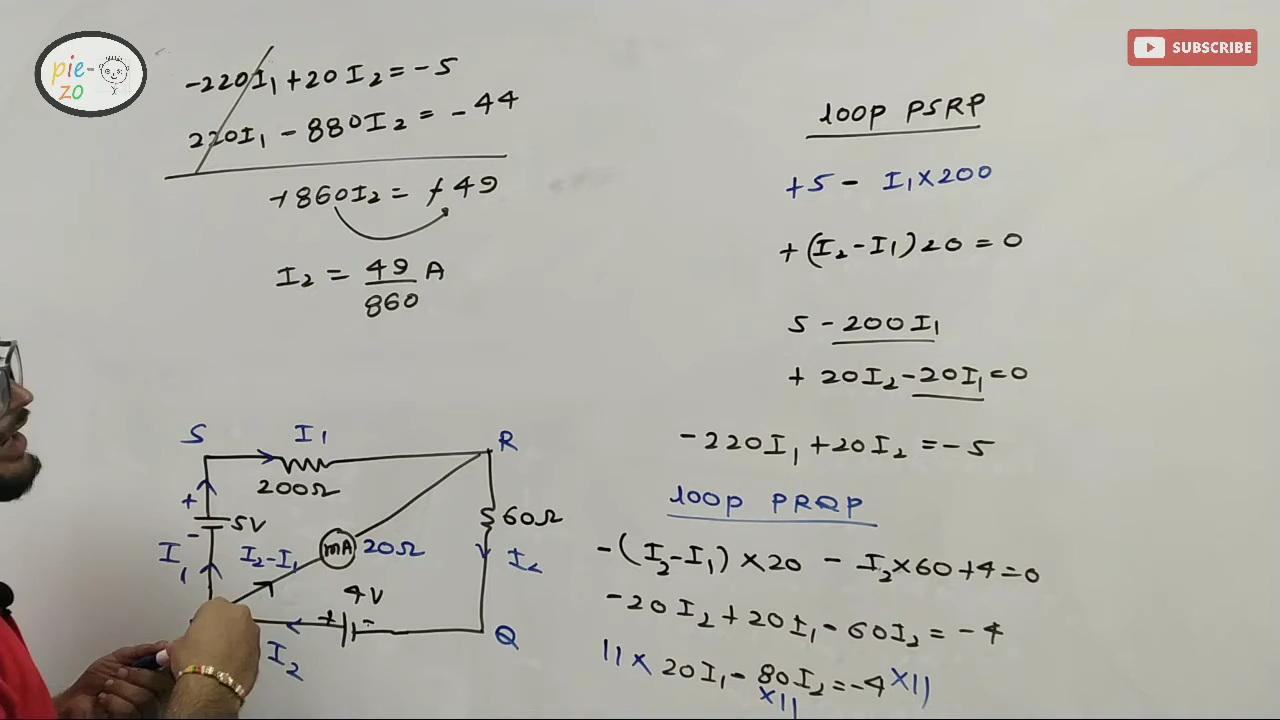 pie-
zo
SUBSCRIBE
-220I₁ + 20I₂ = -5
220I₁ - 880I₂ = -44
+860I₂ = +49
I₂ = 49/860 A
loop PSRP
+5 - I₁×200
+(I₂-I₁)20 = 0
5 - 200I₁
+ 20I₂ - 20I₁ = 0
-220I₁ + 20I₂ = -5
loop PRQP
-(I₂-I₁)×20 - I₂×60+4=0
-20I₂ + 20I₁ - 60I₂ = -4
11× 20I₁ - 80I₂ = -4 ×11
×11
S I₁ R
200Ω
+ 5V -
60Ω
I₁ I₂-I₁ mA 20Ω I₂
4V
+ - Q
I₂